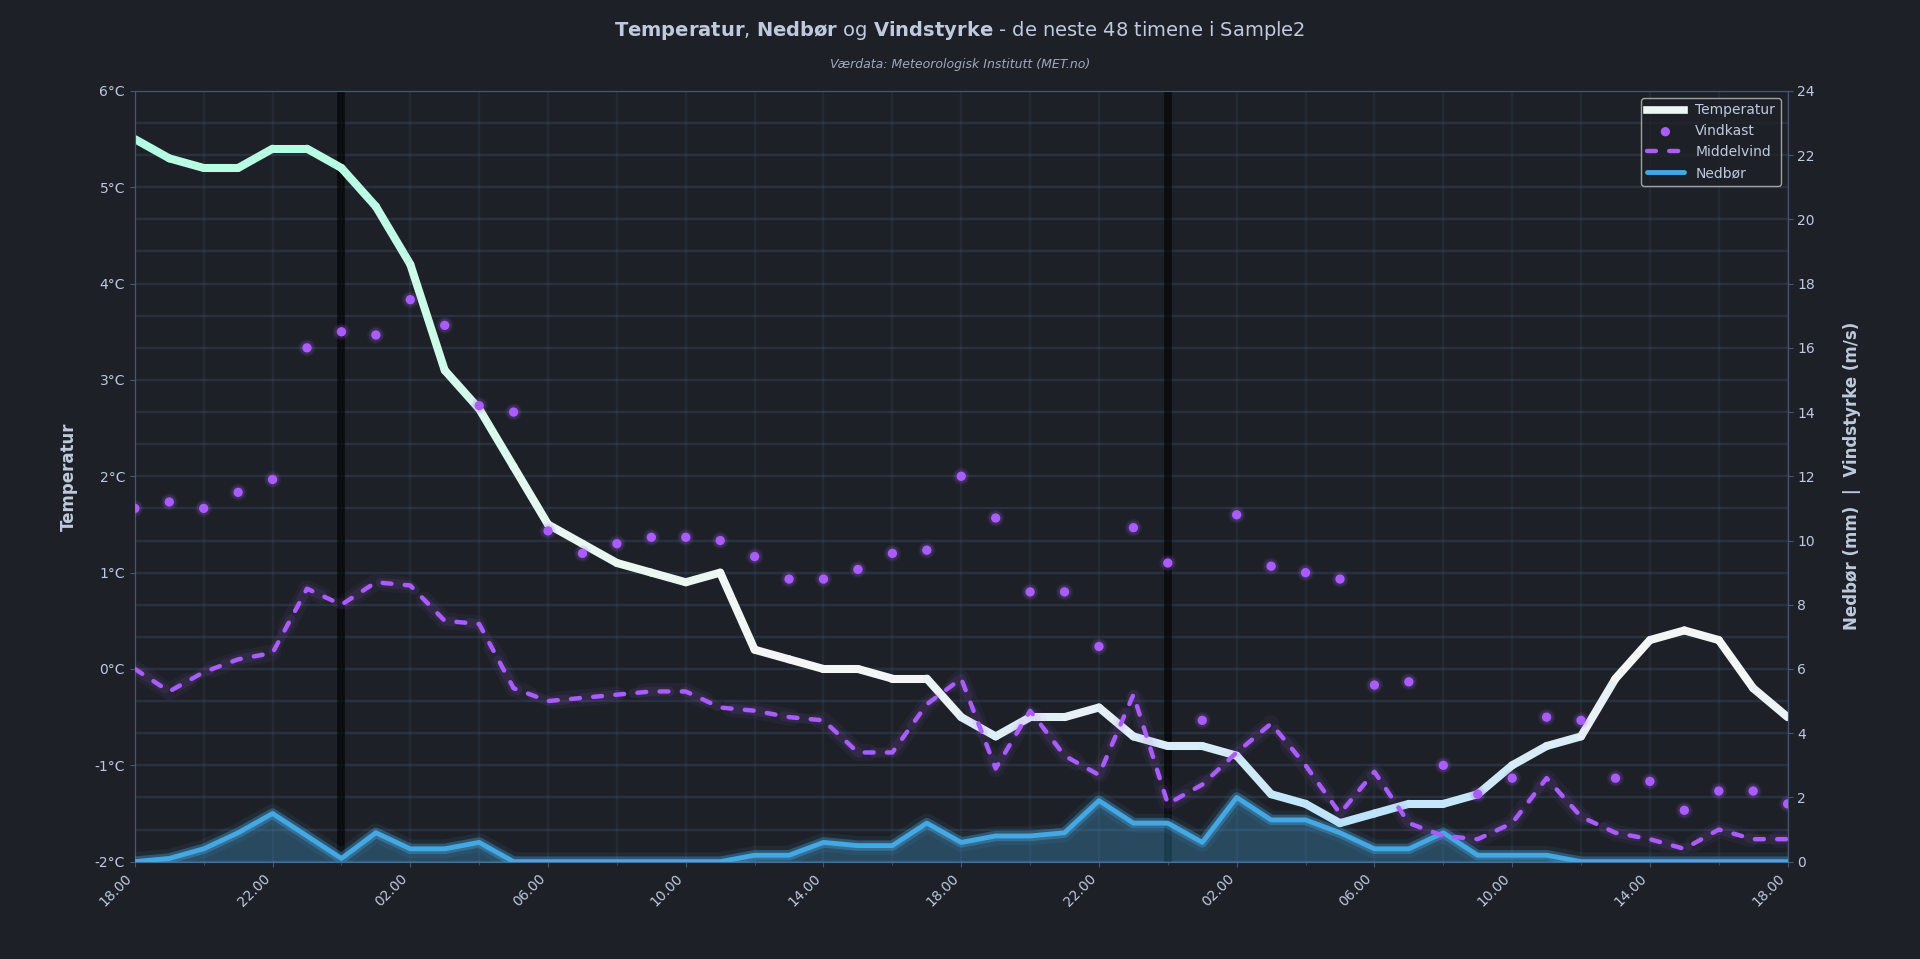 Temperatur, Nedbør og Vindstyrke - de neste 48 timene i Sample2
Værdata: Meteorologisk Institutt (MET.no)
Temperatur
6°C
5°C
4°C
3°C
2°C
1°C
0°C
-1°C
-2°C
Temperatur
Vindkast
Middelvind
Nedbør
24
22
20
18
16
14
12
10
8
6
4
2
0
Nedbør (mm) | Vindstyrke (m/s)
18.00
22.00
02.00
06.00
10.00
14.00
18.00
22.00
02.00
06.00
10.00
14.00
18.00